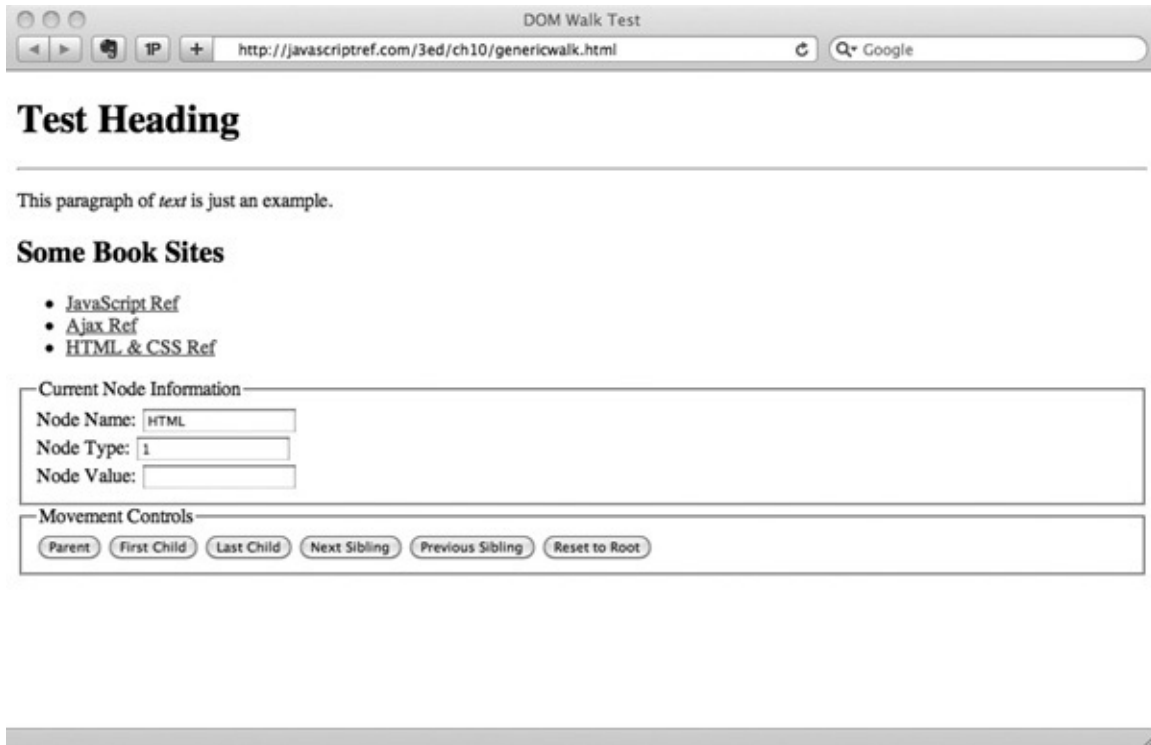 DOM Walk Test
1P + http://javascriptref.com/3ed/ch10/genericwalk.html Google
Test Heading
This paragraph of text is just an example.
Some Book Sites
• JavaScript Ref
• Ajax Ref
• HTML & CSS Ref
Current Node Information
Node Name: HTML
Node Type: 1
Node Value:
Movement Controls
Parent First Child Last Child Next Sibling Previous Sibling Reset to Root